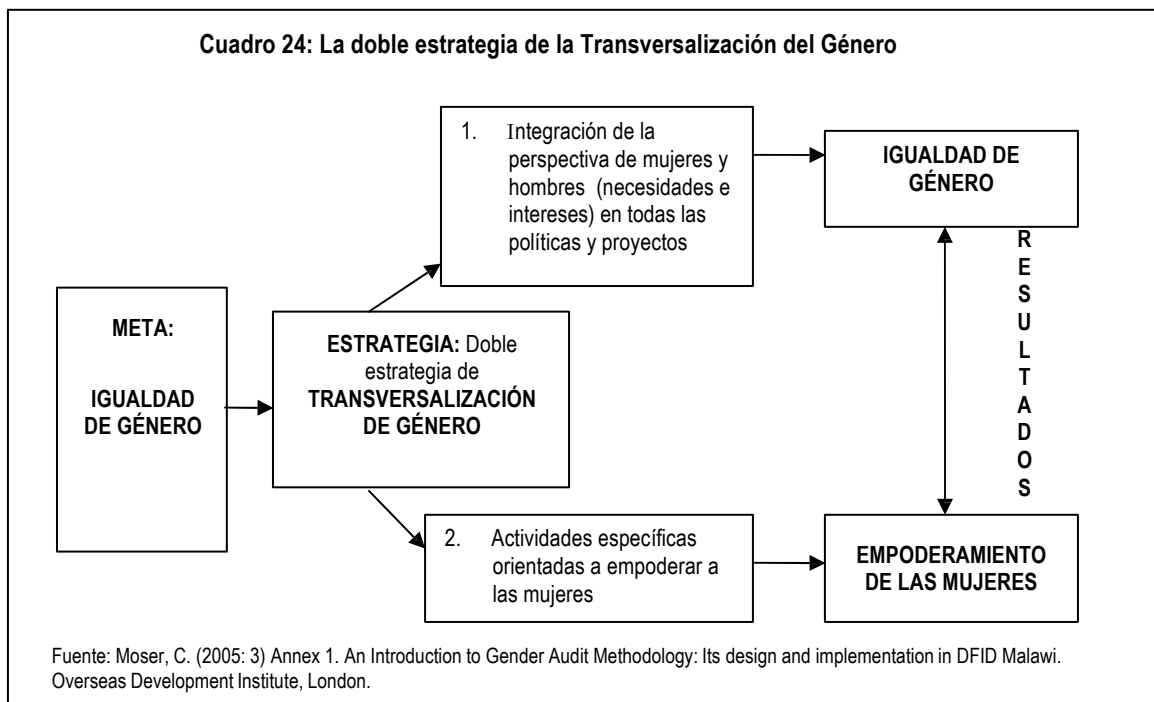 Cuadro 24: La doble estrategia de la Transversalización del Género
1. Integración de la
perspectiva de mujeres y
hombres (necesidades e
intereses) en todas las
políticas y proyectos
IGUALDAD DE
GÉNERO
META:
IGUALDAD
DE GÉNERO
ESTRATEGIA: Doble
estrategia de
TRANSVERSALIZACIÓN
DE GÉNERO
R
E
S
U
L
T
A
D
O
S
2. Actividades específicas
orientadas a empoderar a
las mujeres
EMPODERAMIENTO
DE LAS MUJERES
Fuente: Moser, C. (2005: 3) Annex 1. An Introduction to Gender Audit Methodology: Its design and implementation in DFID Malawi.
Overseas Development Institute, London.